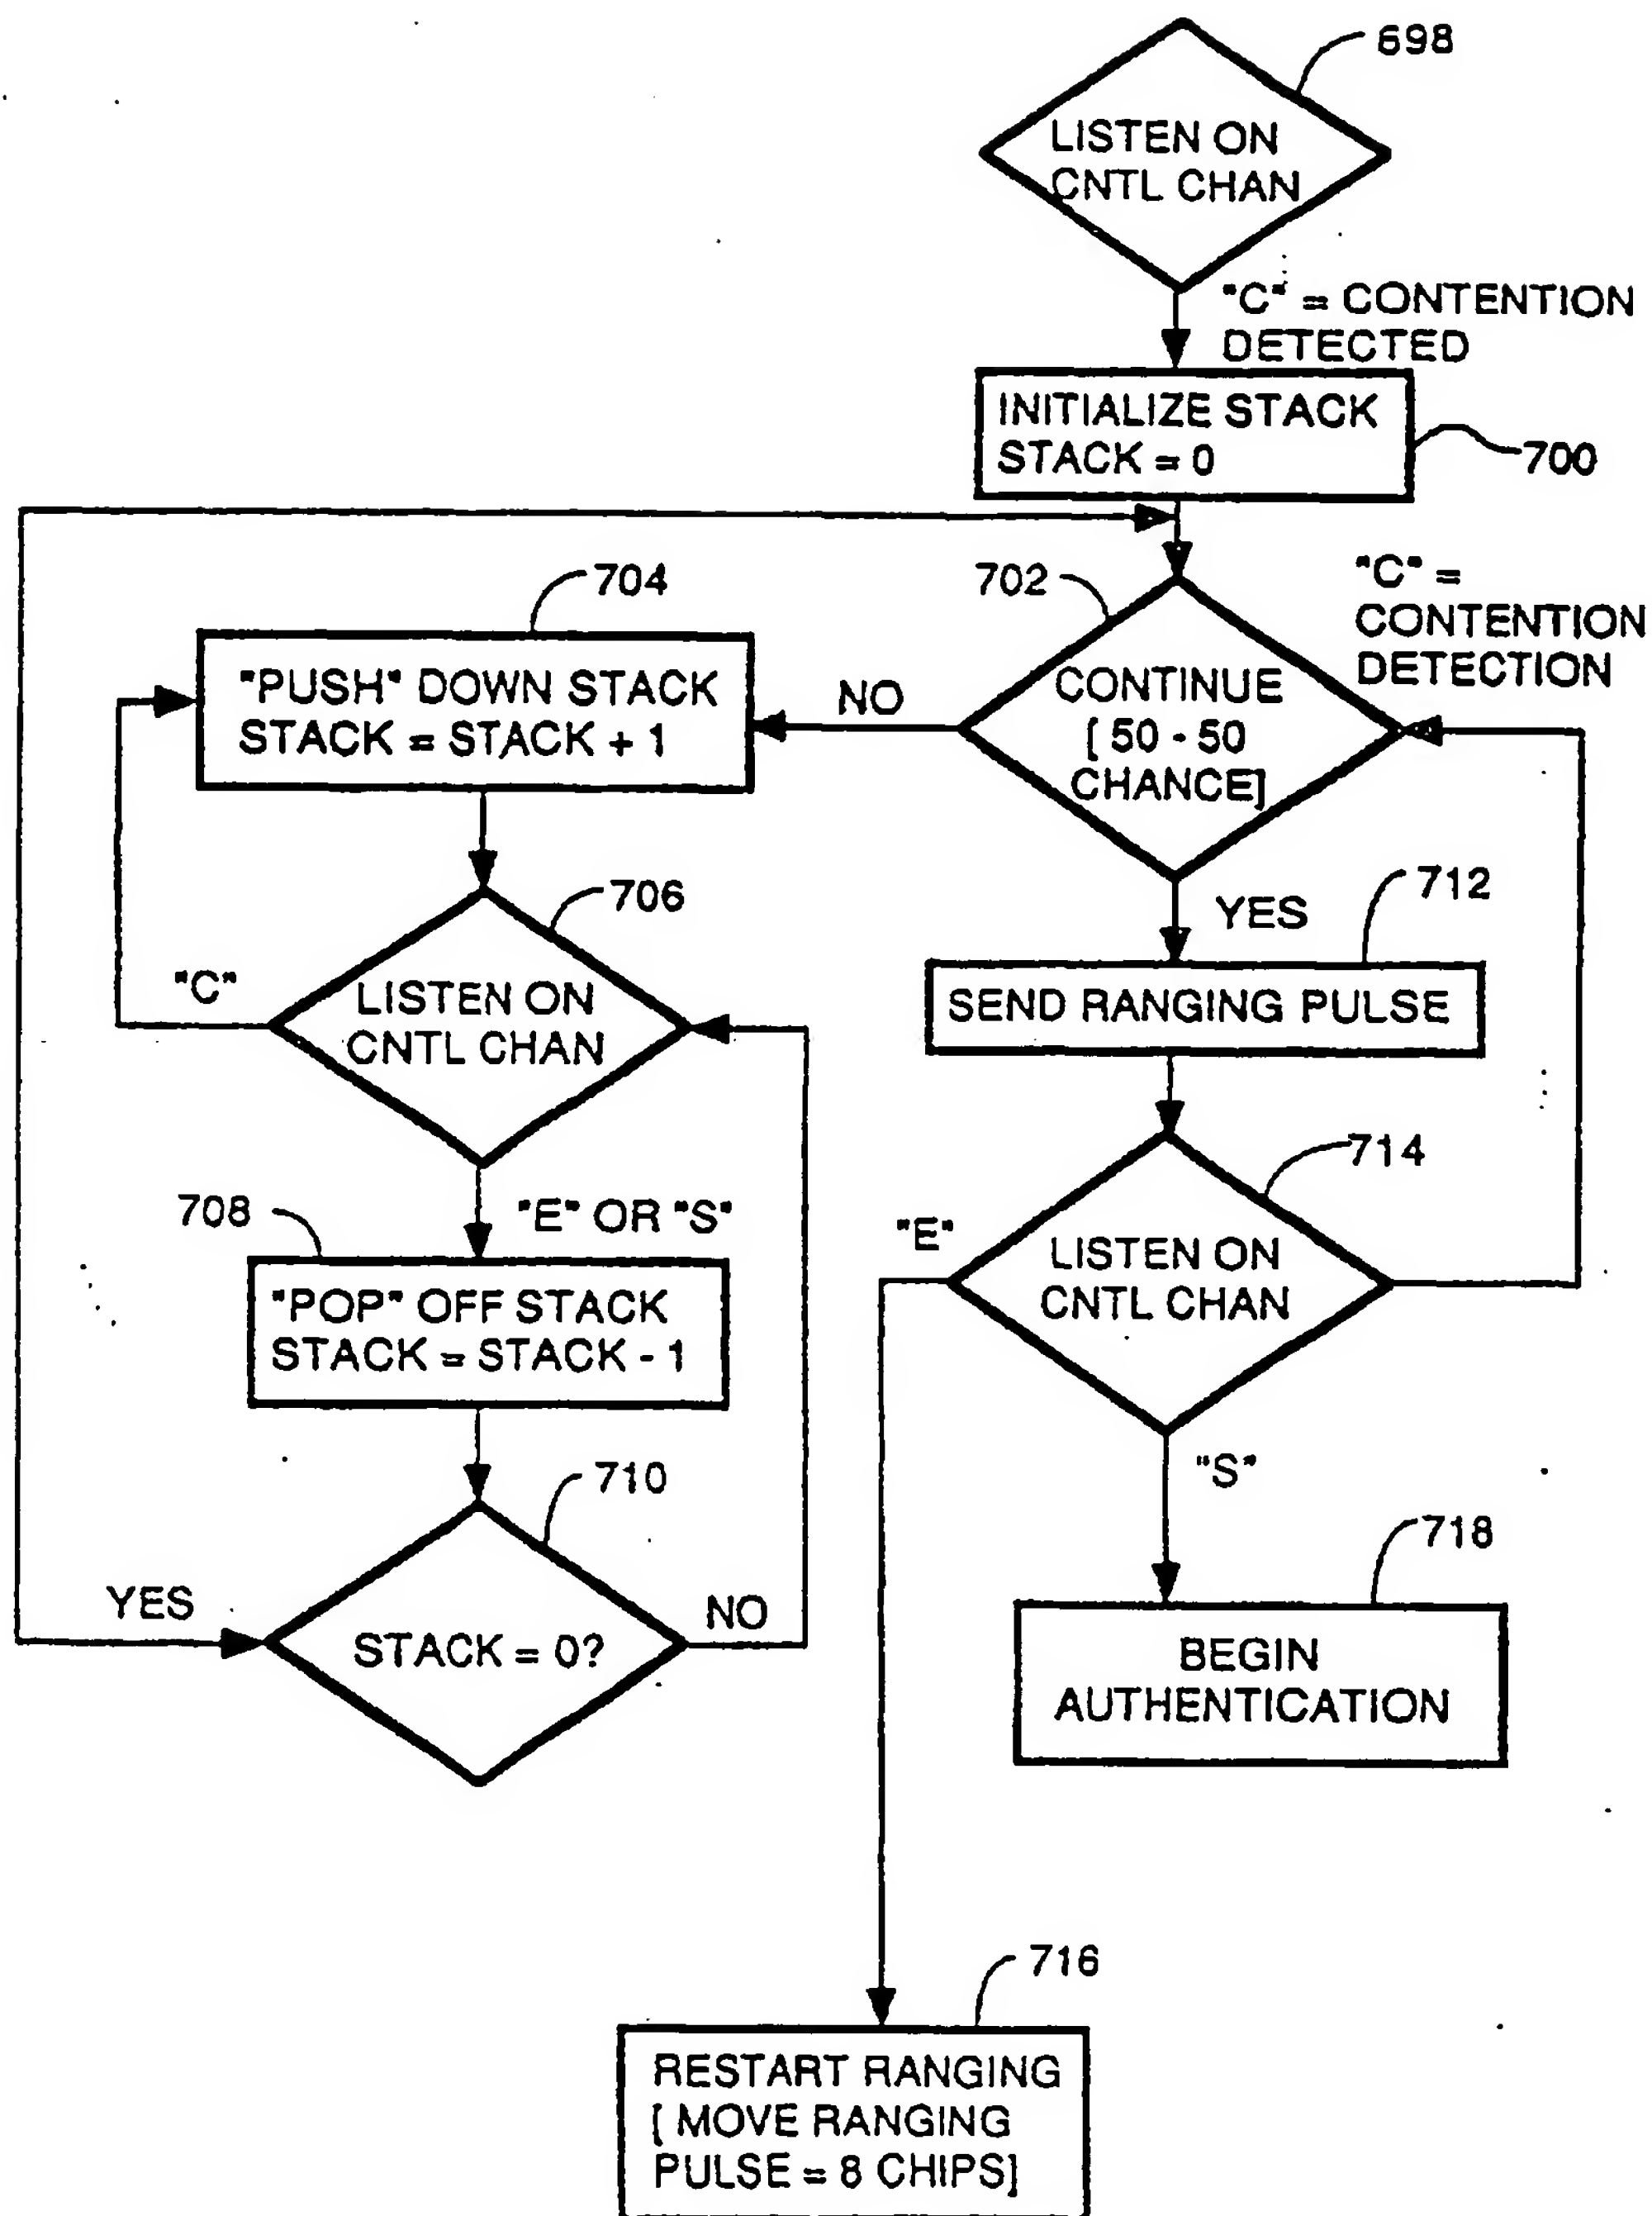 698
LISTEN ON
CNTL CHAN
"C" = CONTENTION
DETECTED
INITIALIZE STACK
STACK = 0
700
704
702
"C" =
CONTENTION
DETECTION
"PUSH" DOWN STACK
STACK = STACK + 1
NO
CONTINUE
[ 50 - 50
CHANCE]
706
712
YES
"C"
LISTEN ON
CNTL CHAN
SEND RANGING PULSE
714
708
"E" OR "S"
"E"
LISTEN ON
CNTL CHAN
"POP" OFF STACK
STACK = STACK - 1
710
"S"
718
YES
NO
STACK = 0?
BEGIN
AUTHENTICATION
716
RESTART RANGING
[ MOVE RANGING
PULSE = 8 CHIPS]